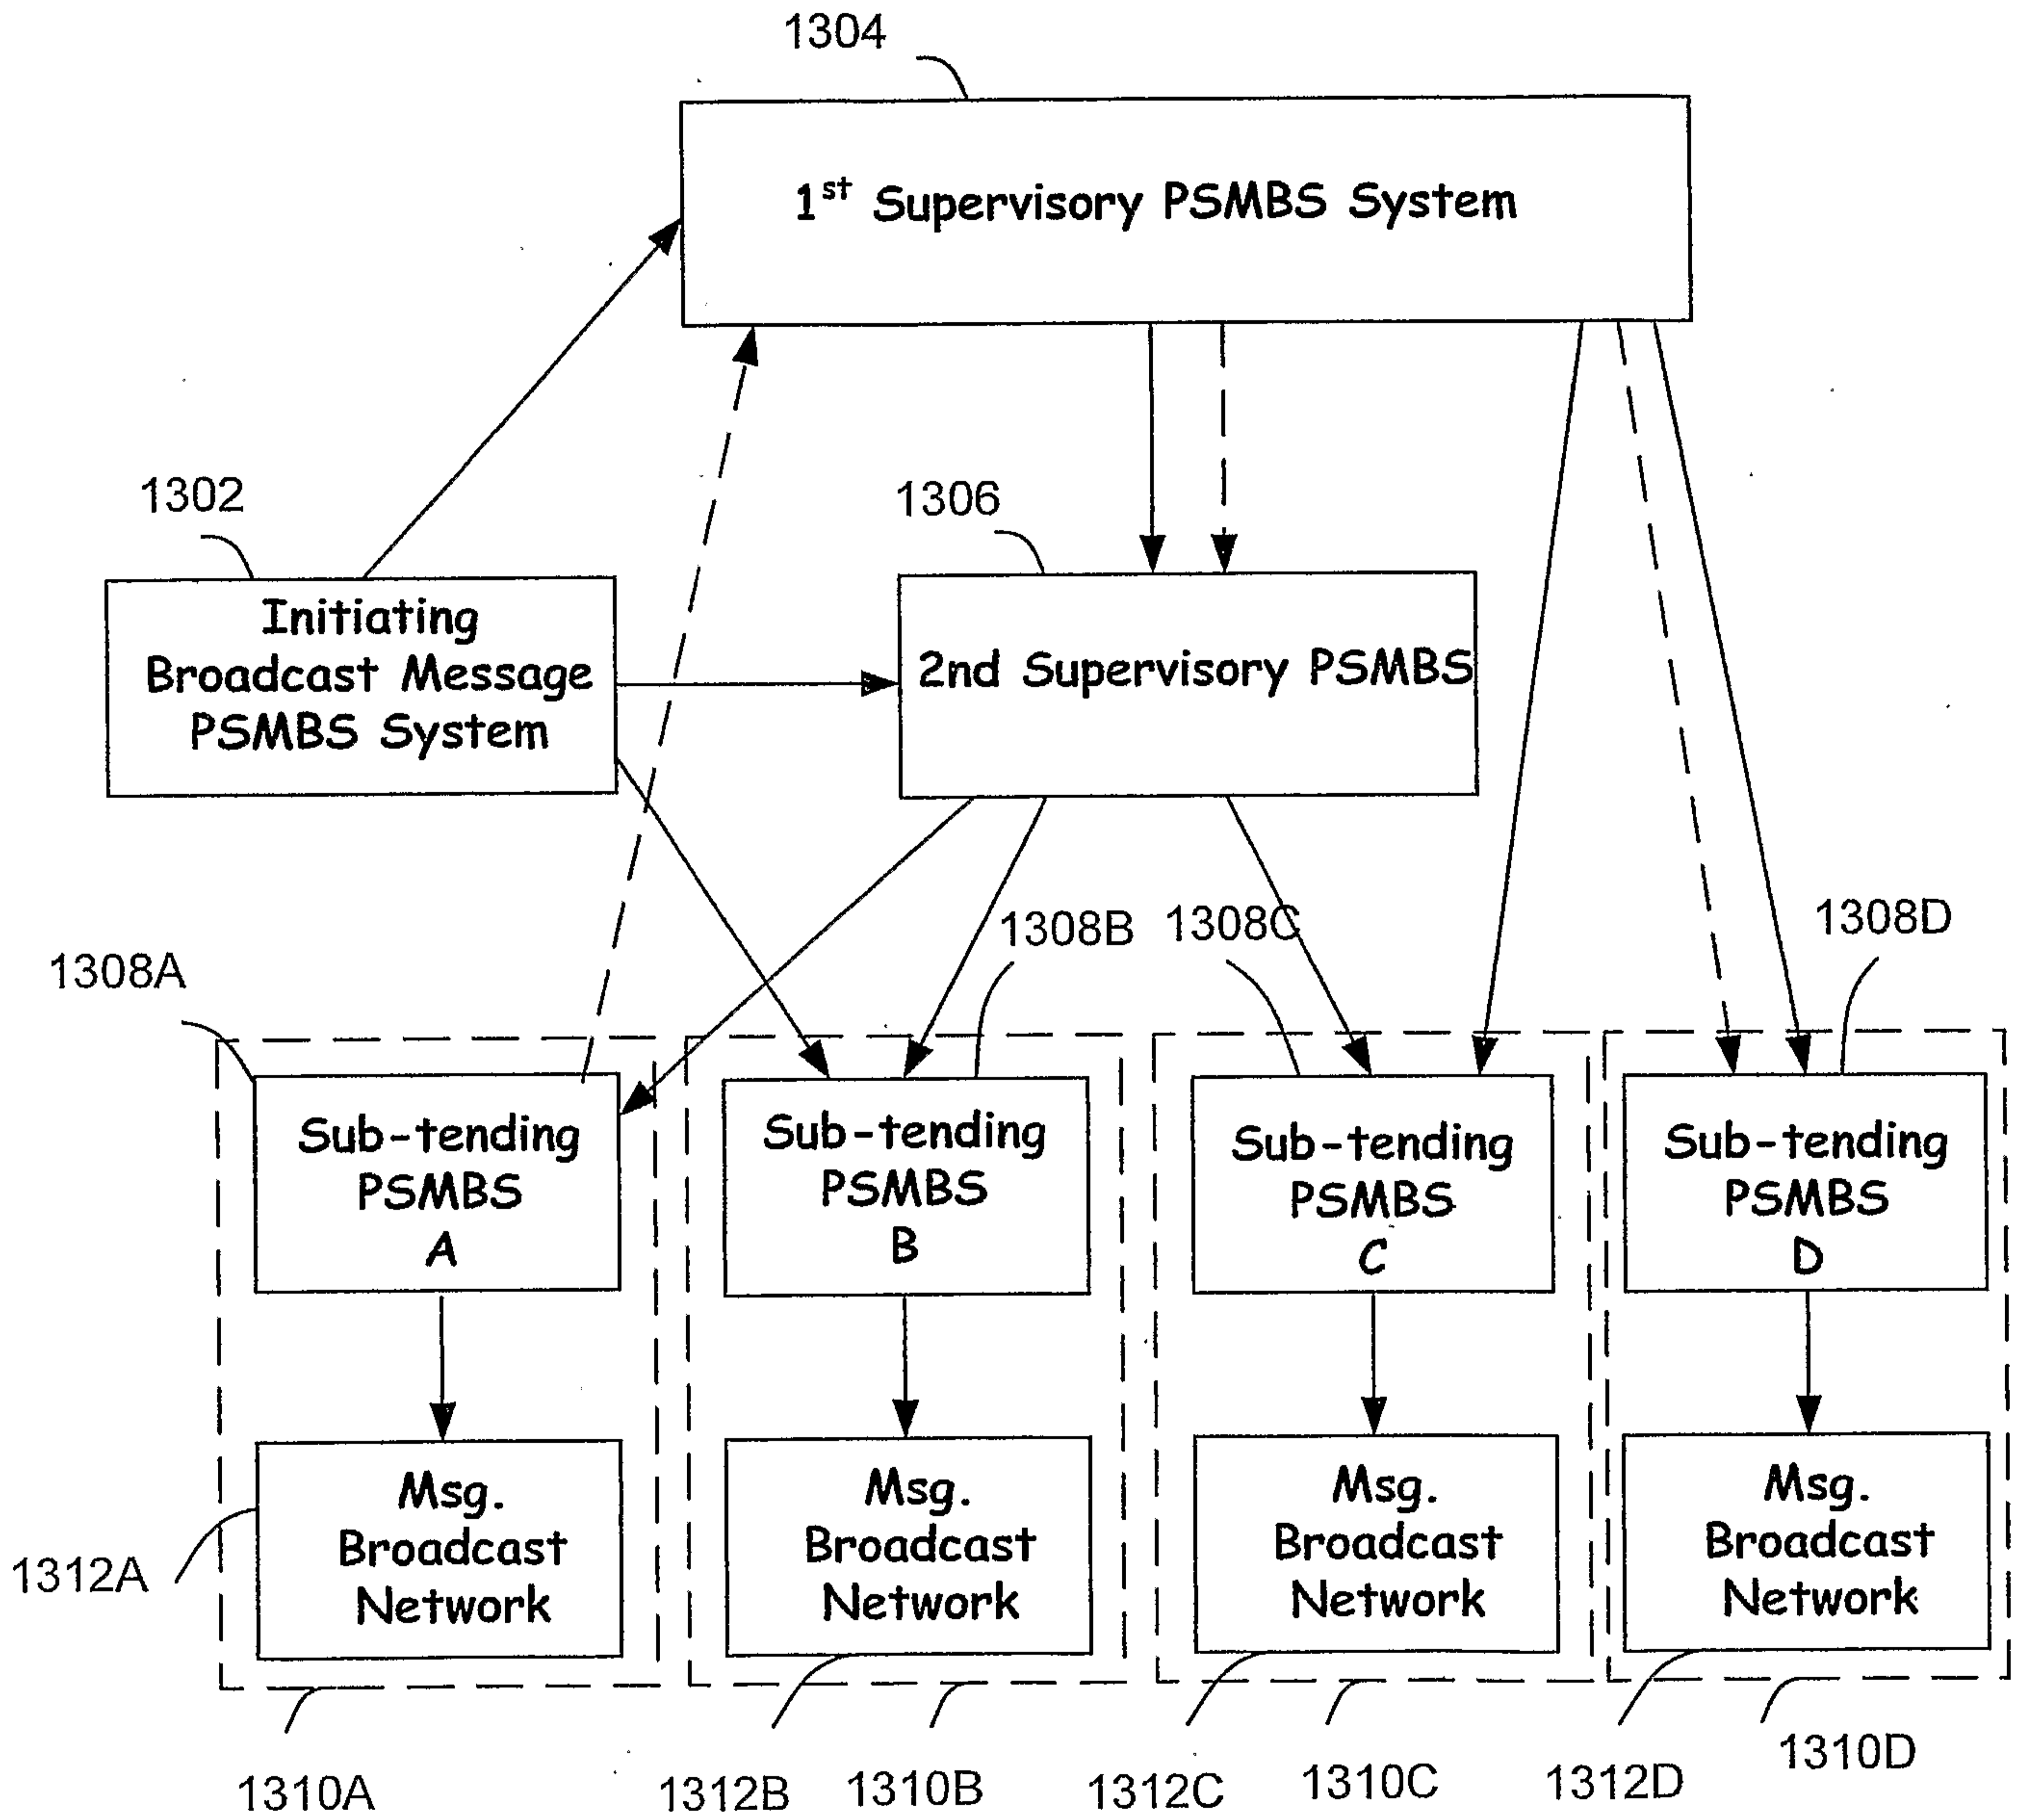 1304
1st Supervisory PSMBS System
1302
1306
Initiating
Broadcast Message
PSMBS System
2nd Supervisory PSMBS
1308A
1308B
1308C
1308D
Sub-tending
PSMBS
A
Sub-tending
PSMBS
B
Sub-tending
PSMBS
C
Sub-tending
PSMBS
D
1312A
Msg.
Broadcast
Network
Msg.
Broadcast
Network
Msg.
Broadcast
Network
Msg.
Broadcast
Network
1310A
1312B
1310B
1312C
1310C
1312D
1310D